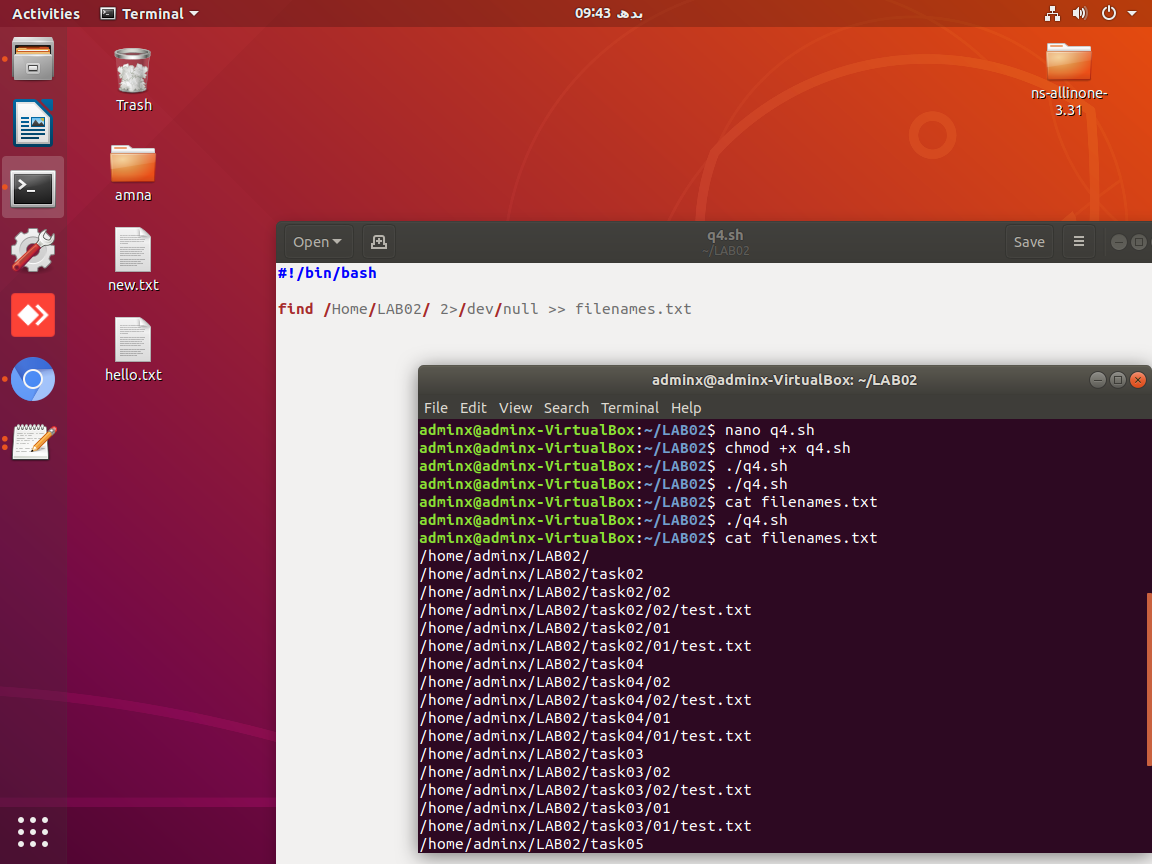 Activities
Terminal
09:43 بدھ
Trash
amna
new.txt
hello.txt
ns-allinone-
3.31
Open
q4.sh
~/LAB02
Save
#!/bin/bash
find /Home/LAB02/ 2>/dev/null >> filenames.txt
adminx@adminx-VirtualBox: ~/LAB02
File Edit View Search Terminal Help
adminx@adminx-VirtualBox:~/LAB02$ nano q4.sh
adminx@adminx-VirtualBox:~/LAB02$ chmod +x q4.sh
adminx@adminx-VirtualBox:~/LAB02$ ./q4.sh
adminx@adminx-VirtualBox:~/LAB02$ ./q4.sh
adminx@adminx-VirtualBox:~/LAB02$ cat filenames.txt
adminx@adminx-VirtualBox:~/LAB02$ ./q4.sh
adminx@adminx-VirtualBox:~/LAB02$ cat filenames.txt
/home/adminx/LAB02/
/home/adminx/LAB02/task02
/home/adminx/LAB02/task02/02
/home/adminx/LAB02/task02/02/test.txt
/home/adminx/LAB02/task02/01
/home/adminx/LAB02/task02/01/test.txt
/home/adminx/LAB02/task04
/home/adminx/LAB02/task04/02
/home/adminx/LAB02/task04/02/test.txt
/home/adminx/LAB02/task04/01
/home/adminx/LAB02/task04/01/test.txt
/home/adminx/LAB02/task03
/home/adminx/LAB02/task03/02
/home/adminx/LAB02/task03/02/test.txt
/home/adminx/LAB02/task03/01
/home/adminx/LAB02/task03/01/test.txt
/home/adminx/LAB02/task05